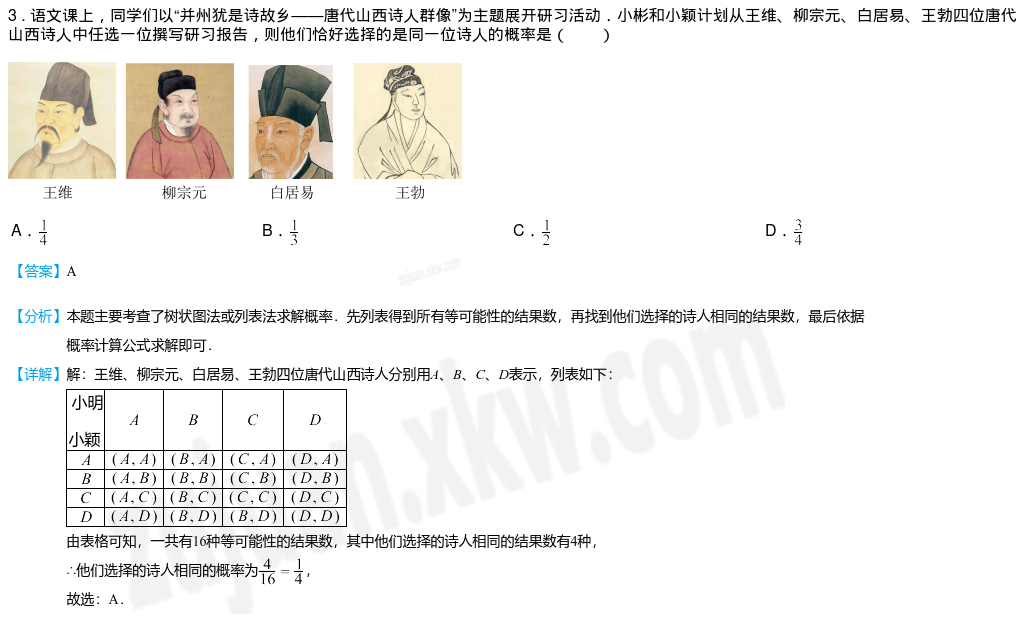 3．语文课上，同学们以“并州犹是诗故乡——唐代山西诗人群像”为主题展开研习活动．小彬和小颖计划从王维、柳宗元、白居易、王勃四位唐代
山西诗人中任选一位撰写研习报告，则他们恰好选择的是同一位诗人的概率是（　　）
王维 柳宗元 白居易 王勃
A．1/4 B．1/3 C．1/2 D．3/4
【答案】A
zujuan.xkw.com
【分析】本题主要考查了树状图法或列表法求解概率．先列表得到所有等可能性的结果数，再找到他们选择的诗人相同的结果数，最后依据
概率计算公式求解即可．
【详解】解：王维、柳宗元、白居易、王勃四位唐代山西诗人分别用A、B、C、D表示，列表如下：
小明
小颖 A B C D
A (A, A) (B, A) (C, A) (D, A)
B (A, B) (B, B) (C, B) (D, B)
C (A, C) (B, C) (C, C) (D, C)
D (A, D) (B, D) (B, D) (D, D)
由表格可知，一共有16种等可能性的结果数，其中他们选择的诗人相同的结果数有4种，
∴他们选择的诗人相同的概率为4/16=1/4，
故选：A．
zujuan.xkw.com